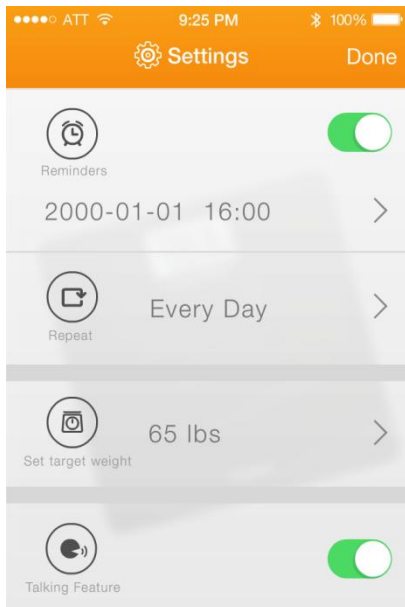 ATT 9:25 PM 100%
Settings Done
Reminders
2000-01-01 16:00
Every Day
Repeat
65 lbs
Set target weight
Talking Feature